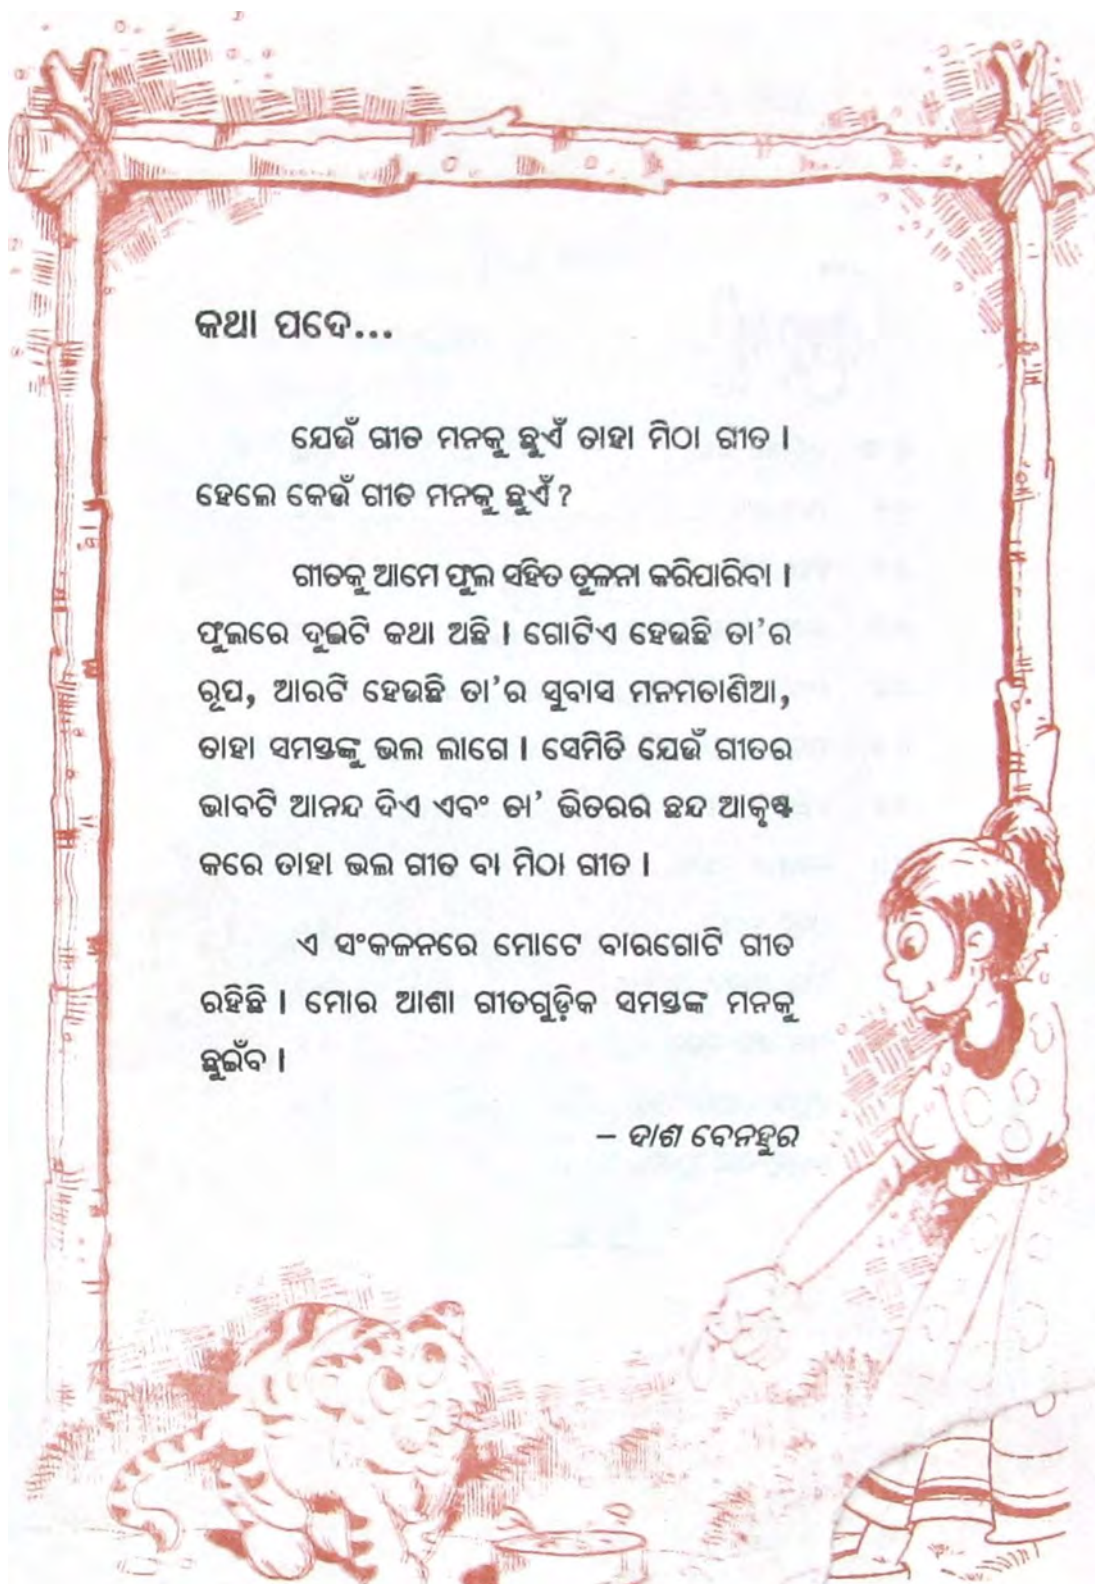 କଥା ପଦେ...
ଯେଉଁ ଗୀତ ମନକୁ ଛୁଏଁ ତାହା ମିଠା ଗୀତ ।
ହେଲେ କେଉଁ ଗୀତ ମନକୁ ଛୁଏଁ ?
ଗୀତକୁ ଆମେ ଫୁଲ ସହିତ ତୁଳନା କରିପାରିବା ।
ଫୁଲରେ ଦୁଇଟି କଥା ଅଛି । ଗୋଟିଏ ହେଉଛି ତା'ର
ରୂପ, ଆରଟି ହେଉଛି ତା'ର ସୁବାସ ମନମତାଣିଆ,
ତାହା ସମସ୍ତଙ୍କୁ ଭଲ ଲାଗେ । ସେମିତି ଯେଉଁ ଗୀତର
ଭାବଟି ଆନନ୍ଦ ଦିଏ ଏବଂ ତା' ଭିତରର ଛନ୍ଦ ଆକୃଷ୍ଟ
କରେ ତାହା ଭଲ ଗୀତ ବା ମିଠା ଗୀତ ।
ଏ ସଂକଳନରେ ମୋଟେ ବାରଗୋଟି ଗୀତ
ରହିଛି । ମୋର ଆଶା ଗୀତଗୁଡ଼ିକ ସମସ୍ତଙ୍କ ମନକୁ
ଛୁଇଁବ ।
– ଦାଶ ବେନହୁର